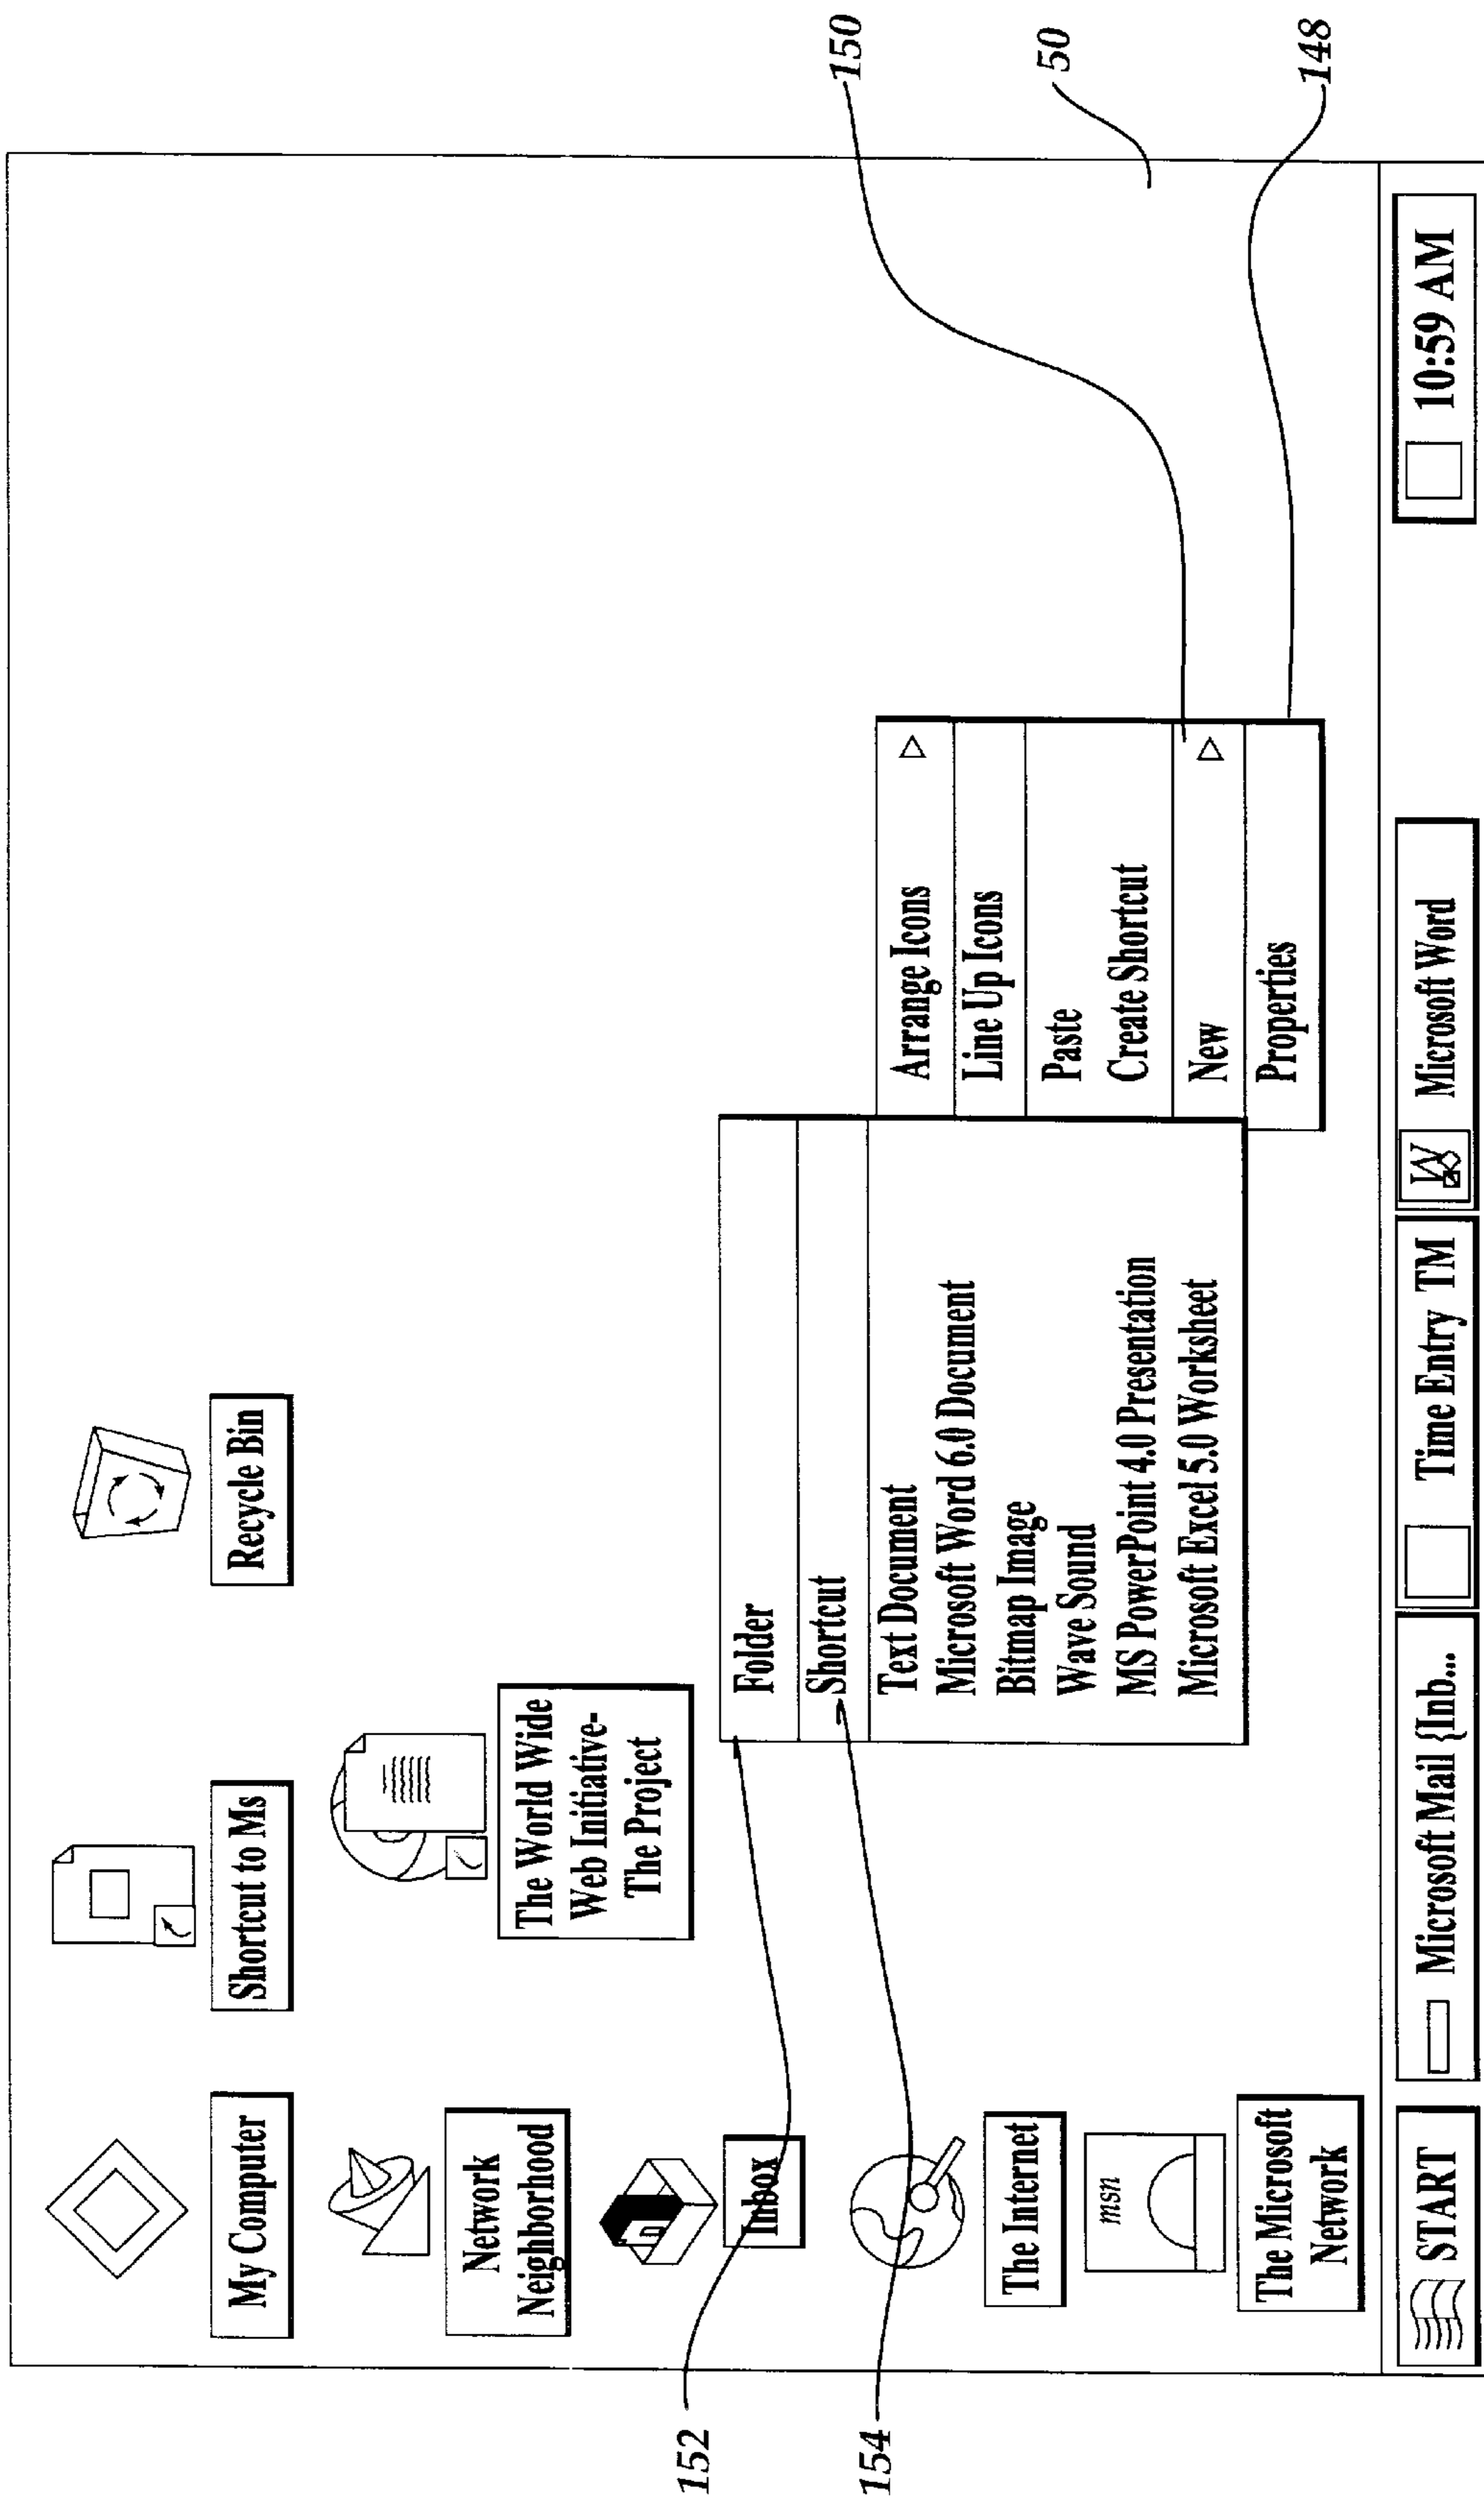 My Computer
Shortcut to Ms
Recycle Bin
Network
Neighborhood
The World Wide
Web Initiative-
The Project
Inbox
The Internet
msn
The Microsoft
Network
152
154
Folder
Shortcut
Text Document
Microsoft Word 6.0 Document
Bitmap Image
Wave Sound
MS PowerPoint 4.0 Presentation
Microsoft Excel 5.0 Worksheet
Arrange Icons
Line Up Icons
Paste
Create Shortcut
New
Properties
150
50
148
START
Microsoft Mail {Inb...
Time Entry TM
W
Microsoft Word
10:59 AM